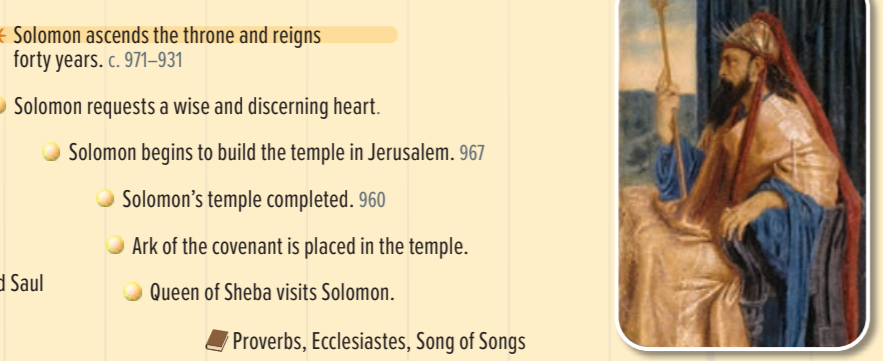 Solomon ascends the throne and reigns
forty years. c. 971–931
Solomon requests a wise and discerning heart.
Solomon begins to build the temple in Jerusalem. 967
Solomon's temple completed. 960
Ark of the covenant is placed in the temple.
d Saul
Queen of Sheba visits Solomon.
Proverbs, Ecclesiastes, Song of Songs